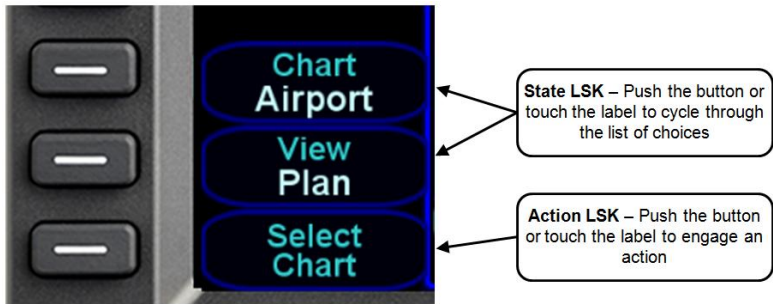 Chart
Airport
View
Plan
Select
Chart
State LSK – Push the button or
touch the label to cycle through
the list of choices
Action LSK – Push the button
or touch the label to engage an
action